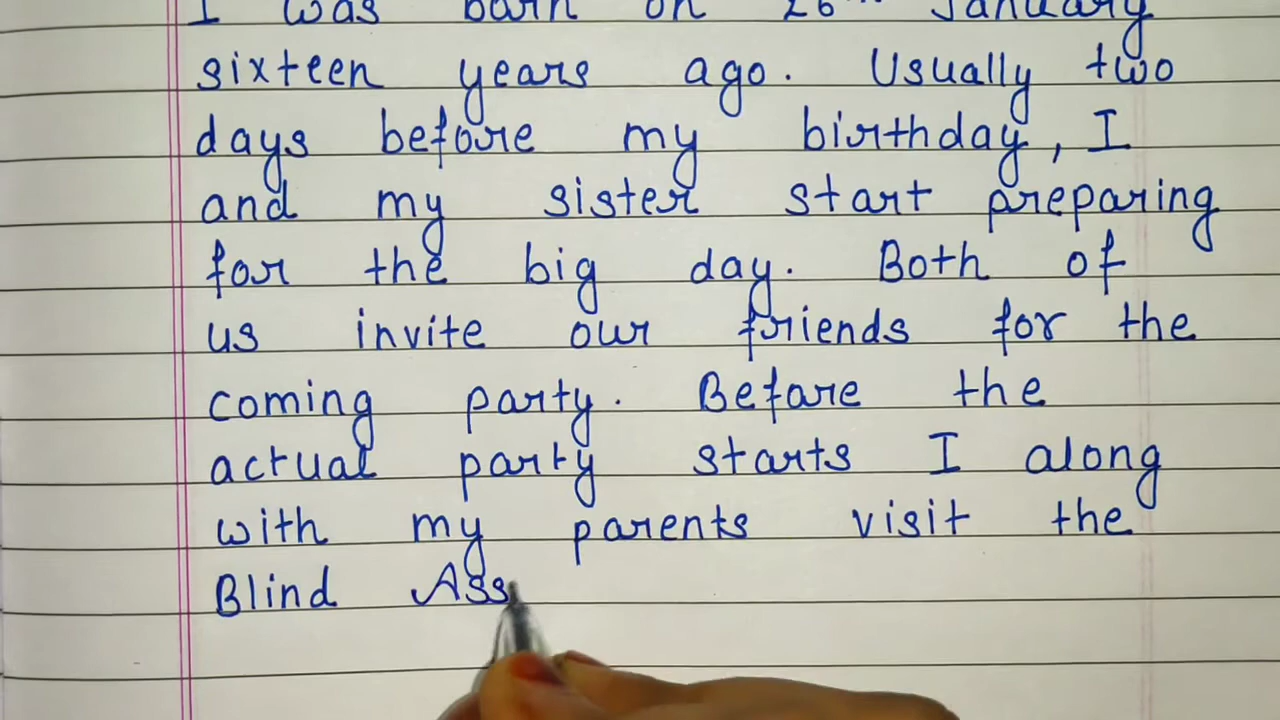 I was born on 26th January
sixteen years ago. Usually two
days before my birthday, I
and my sister start preparing
for the big day. Both of
us invite our friends for the
coming party. Before the
actual party starts I along
with my parents visit the
Blind Ass